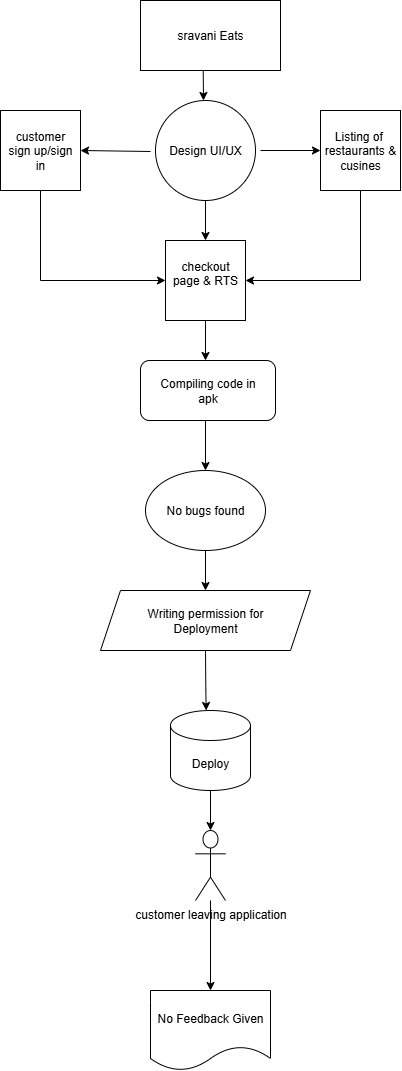 sravani Eats
customer
sign up/sign
in
Design UI/UX
Listing of
restaurants &
cusines
checkout
page & RTS
Compiling code in
apk
No bugs found
Writing permission for
Deployment
Deploy
customer leaving application
No Feedback Given